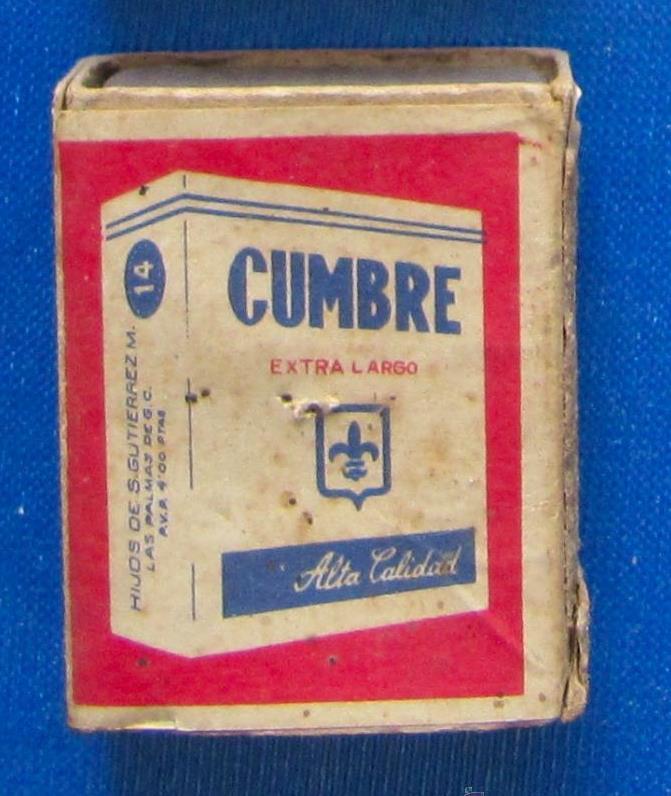 CUMBRE
EXTRA LARGO
Alta Calidad
14
HIJOS DE S. GUTIERREZ M.
LAS PALMAS DE G.C.
P.V.P. 4'00 PTAS